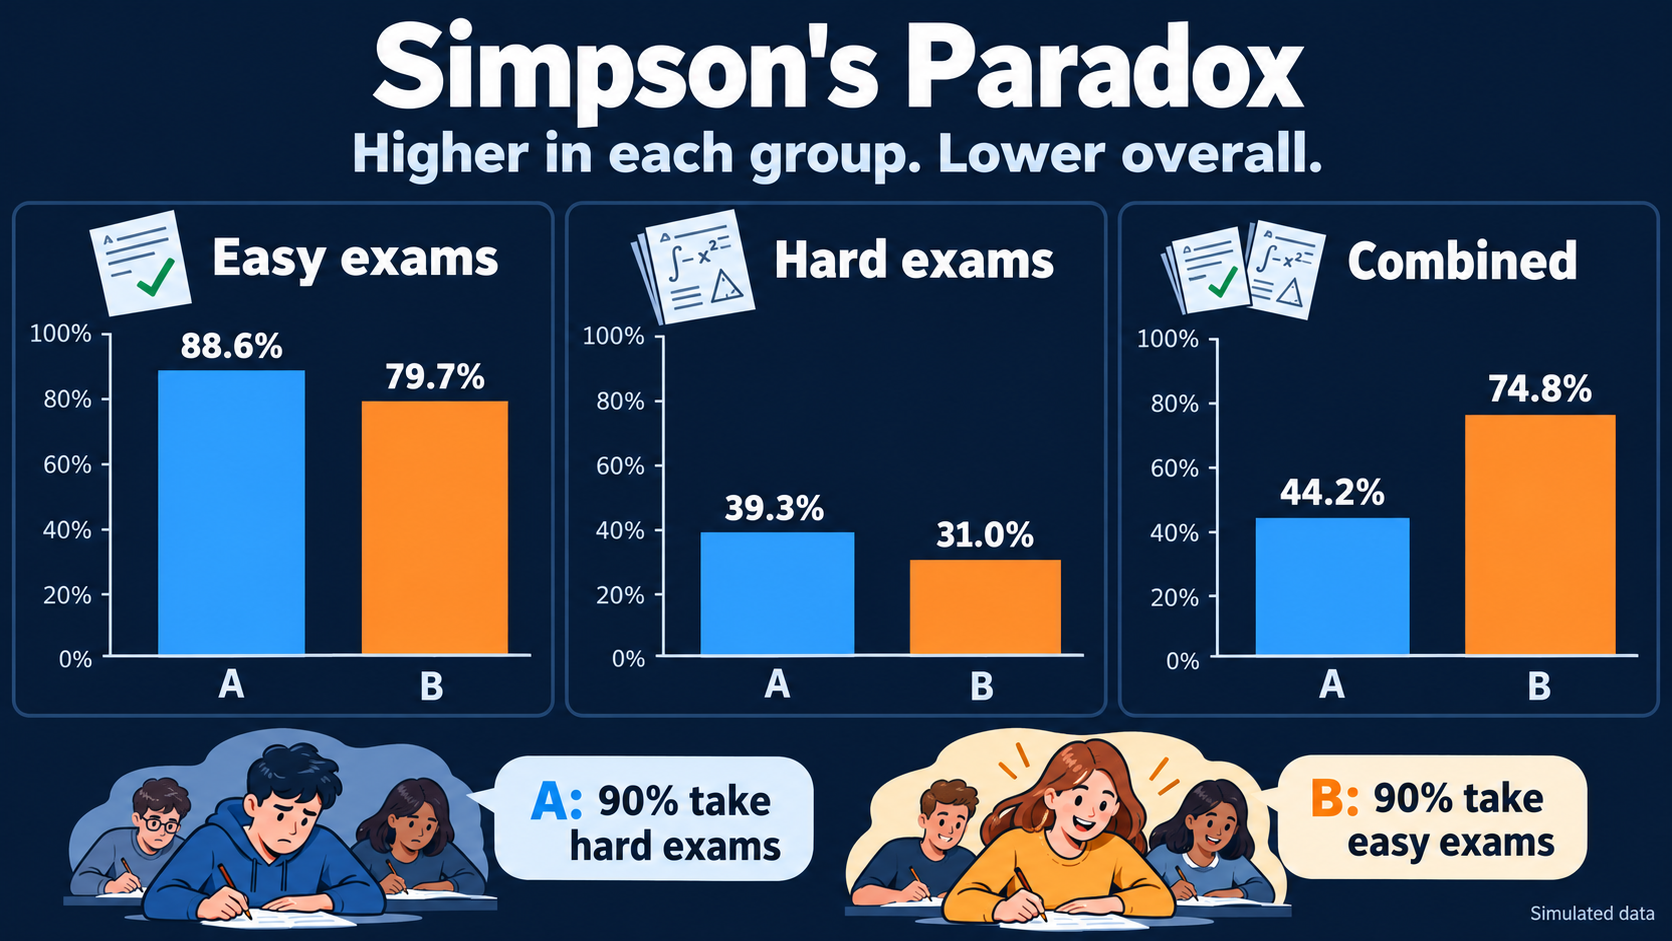 Simpson's Paradox
Higher in each group. Lower overall.
Easy exams
100%
80%
60%
40%
20%
0%
88.6%
79.7%
A
B
Hard exams
100%
80%
60%
40%
20%
0%
39.3%
31.0%
A
B
Combined
100%
80%
60%
40%
20%
0%
44.2%
74.8%
A
B
A: 90% take
hard exams
B: 90% take
easy exams
Simulated data